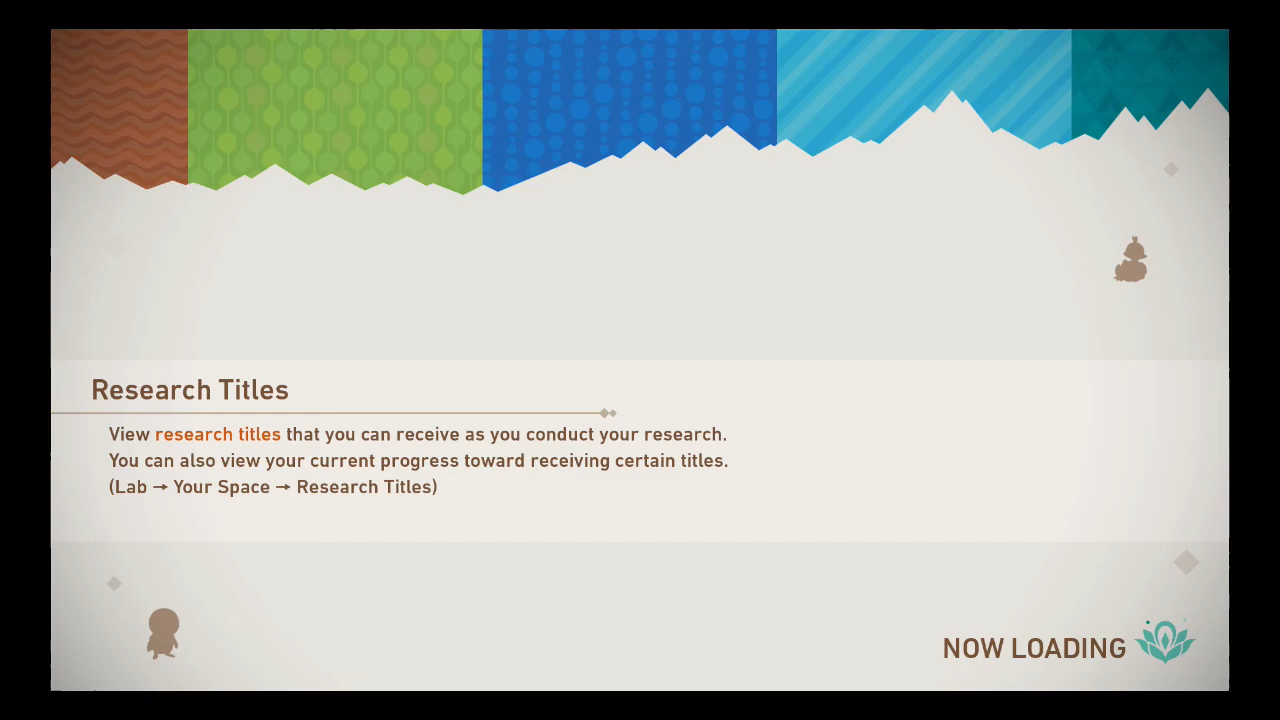 Research Titles
View research titles that you can receive as you conduct your research.
You can also view your current progress toward receiving certain titles.
(Lab → Your Space → Research Titles)
NOW LOADING